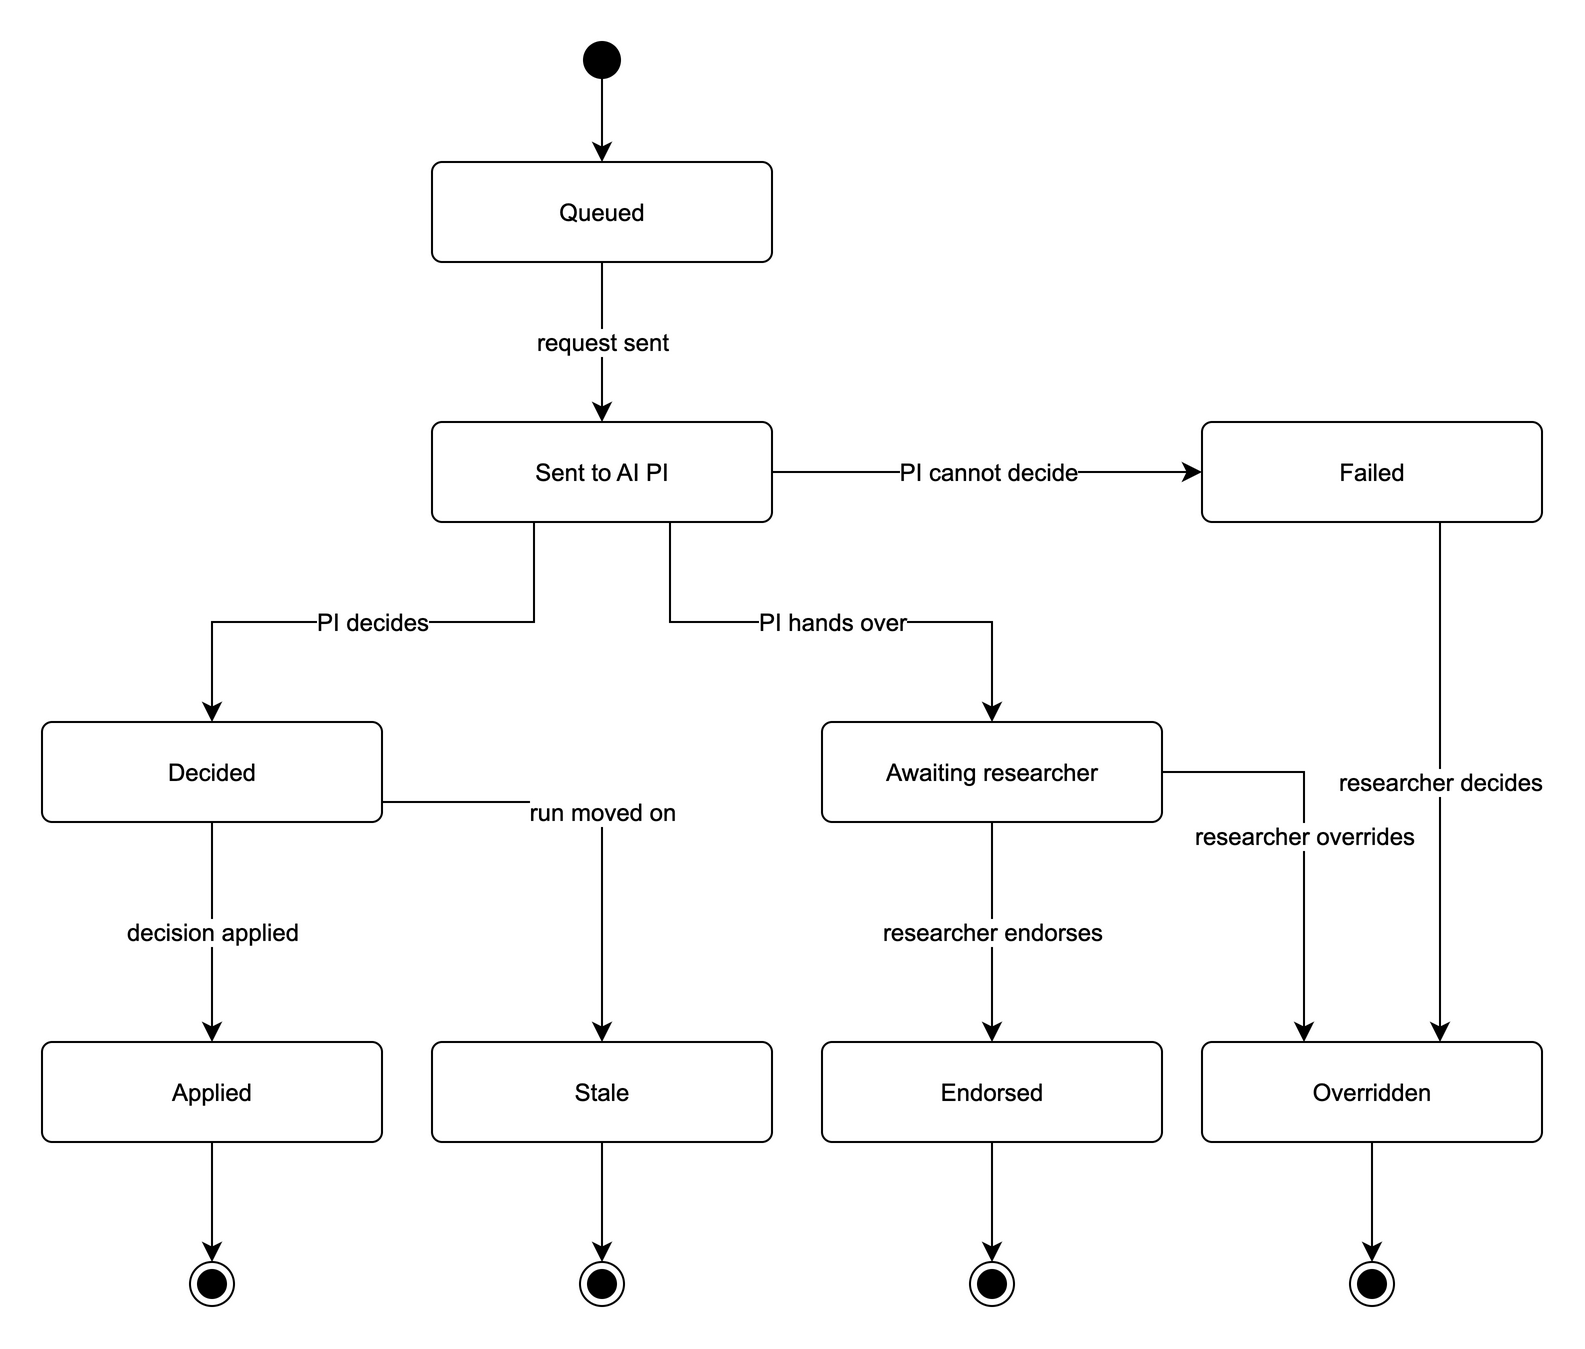 Queued
request sent
Sent to AI PI
PI cannot decide
Failed
PI decides
PI hands over
Decided
Awaiting researcher
researcher decides
run moved on
researcher overrides
decision applied
researcher endorses
Applied
Stale
Endorsed
Overridden